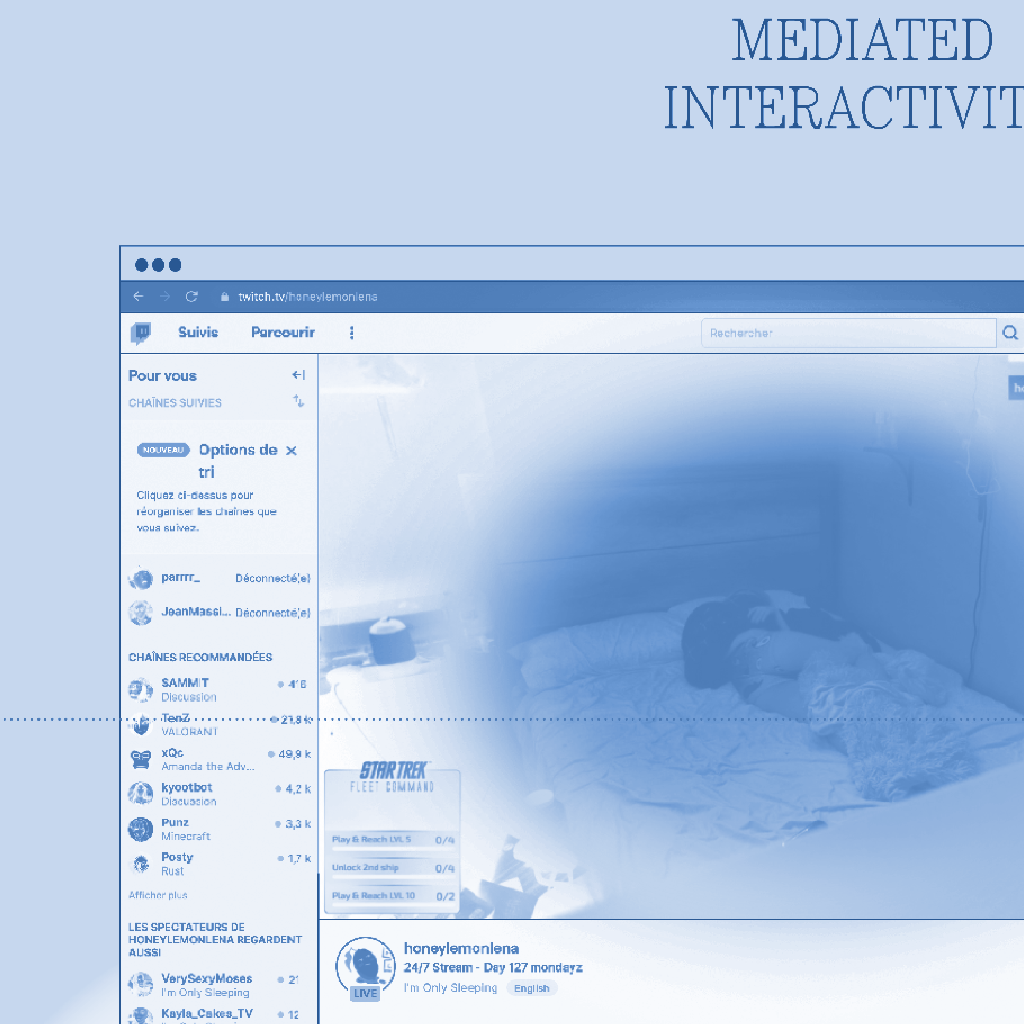 MEDIATED
INTERACTIVIT
twitch.tv/honeylemonlena
Suivie Parcourir
Rechercher
Pour vous
CHAÎNES SUIVIES
NOUVEAU Options de
tri
Cliquez ci-dessus pour
réorganiser les chaînes que
vous suivez.
parrrr_ Déconnecté(e)
JeanMassi... Déconnecté(e)
CHAÎNES RECOMMANDÉES
SAMMIT 416
Discussion
TenZ 21,8 k
VALORANT
xQc 49,9 k
Amanda the Adv...
kyootbot 4,2 k
Discussion
Punz 3,3 k
Minecraft
Posty 1,7 k
Rust
Afficher plus
LES SPECTATEURS DE
HONEYLEMONLENA REGARDENT
AUSSI
VerySexyMoses 21
I'm Only Sleeping
Kayla_Cakes_TV 12
STAR TREK
FLEET COMMAND
Play & Reach LVL 5 0/4
Unlock 2nd ship 0/4
Play & Reach LVL 10 0/2
honeylemonlena
24/7 Stream - Day 127 mondayz
I'm Only Sleeping English
LIVE